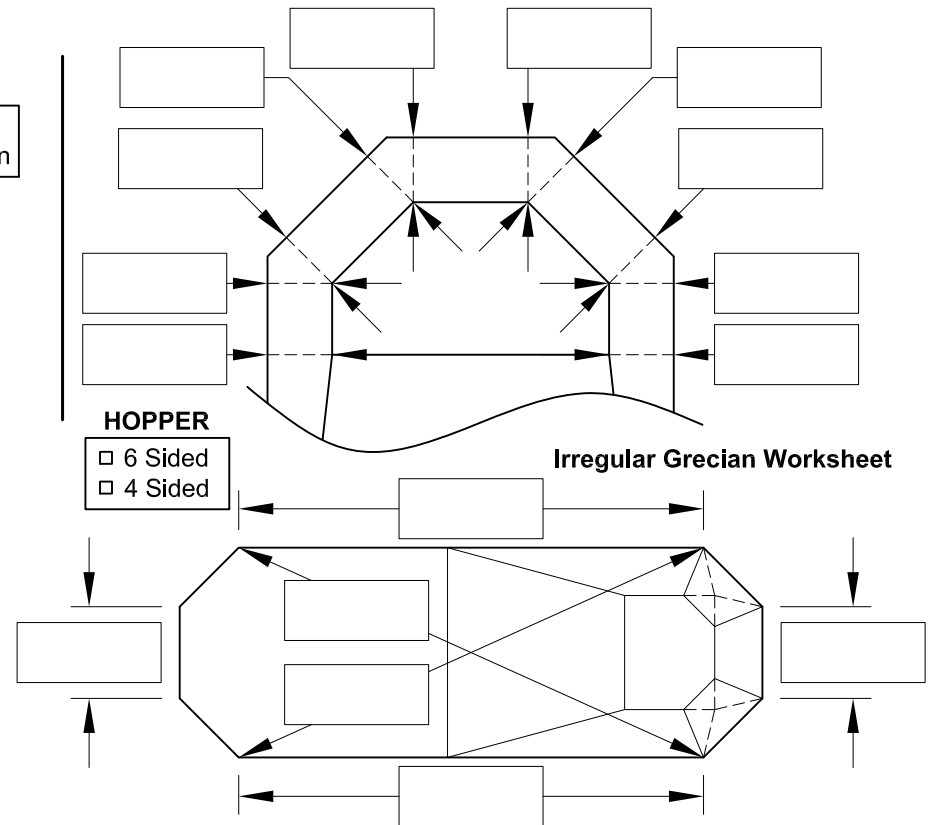 n
HOPPER
□ 6 Sided
□ 4 Sided
Irregular Grecian Worksheet